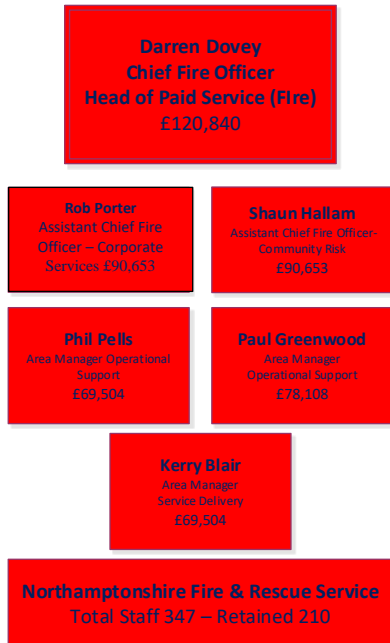 Darren Dovey
Chief Fire Officer
Head of Paid Service (FIre)
£120,840
Rob Porter
Assistant Chief Fire
Officer – Corporate
Services £90,653
Shaun Hallam
Assistant Chief Fire Officer-
Community Risk
£90,653
Phil Pells
Area Manager Operational
Support
£69,504
Paul Greenwood
Area Manager
Operational Support
£78,108
Kerry Blair
Area Manager
Service Delivery
£69,504
Northamptonshire Fire & Rescue Service
Total Staff 347 – Retained 210